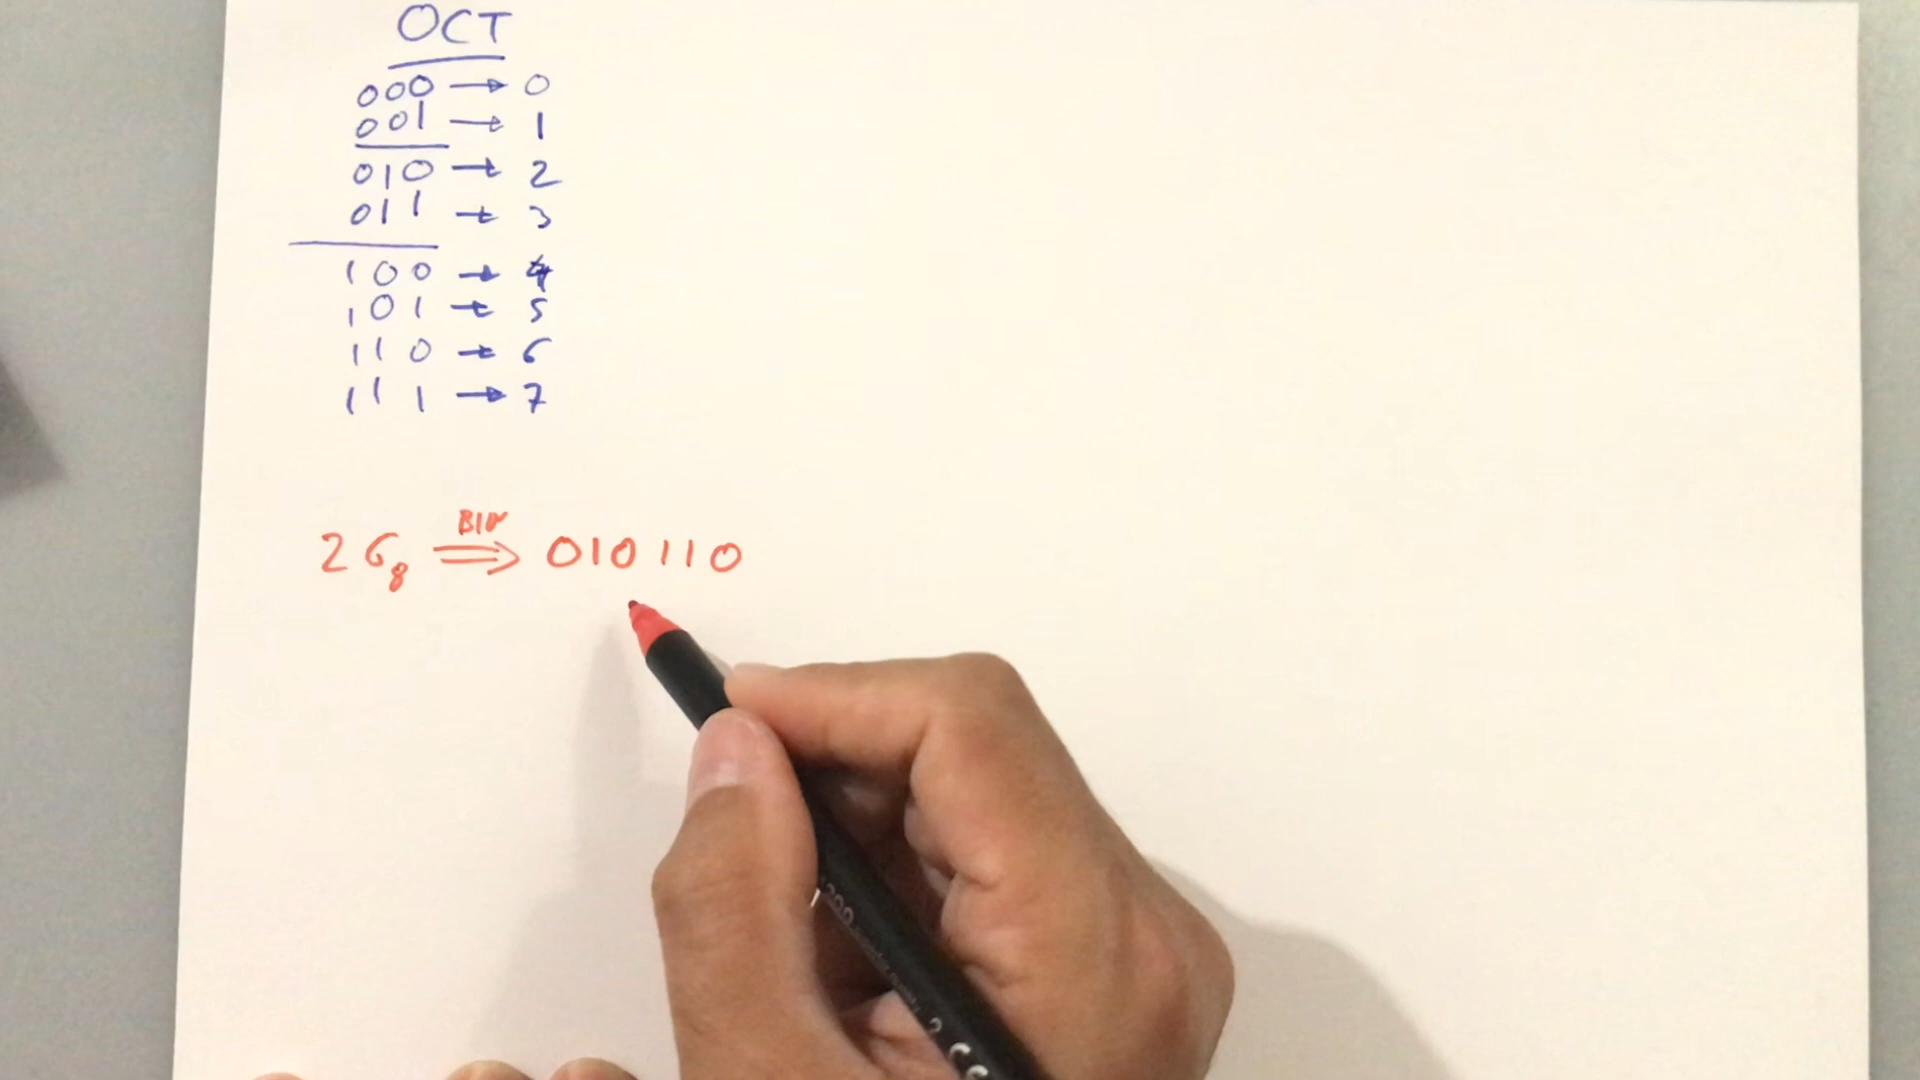 OCT
000 → 0
001 → 1
010 → 2
011 → 3
100 → 4
101 → 5
110 → 6
111 → 7
BIN
26₈ ⇒ 010110